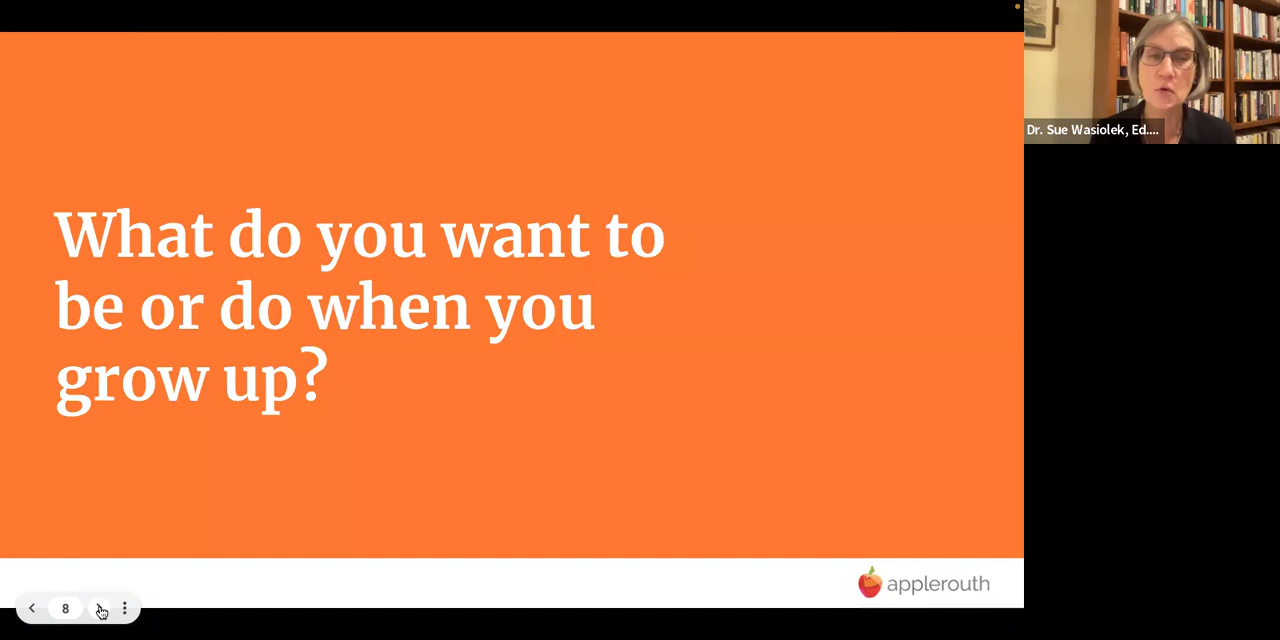 What do you want to
be or do when you
grow up?
applerouth
8
Dr. Sue Wasiolek, Ed....